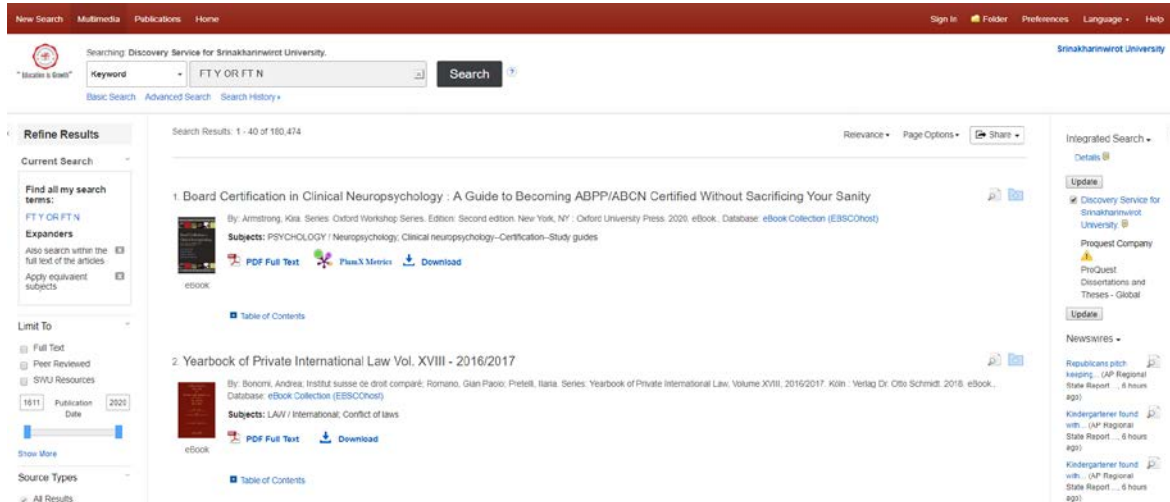 New Search Multimedia Publications Home
Sign In Folder Preferences Language Help
Searching: Discovery Service for Srinakharinwirot University.
Srinakharinwirot University
"Education is Growth"
Keyword FT Y OR FT N Search
Basic Search Advanced Search Search History
Refine Results
Current Search
Find all my search
terms:
FT Y OR FT N
Expanders
Also search within the
full text of the articles
Apply equivalent
subjects
Limit To
Full Text
Peer Reviewed
SWU Resources
1611 Publication 2020
Date
Show More
Source Types
All Results
Search Results: 1 - 40 of 180,474
Relevance Page Options Share
1. Board Certification in Clinical Neuropsychology : A Guide to Becoming ABPP/ABCN Certified Without Sacrificing Your Sanity
By: Armstrong, Kira. Series: Oxford Workshop Series. Edition: Second edition. New York, NY : Oxford University Press. 2020. eBook., Database: eBook Collection (EBSCOhost)
Subjects: PSYCHOLOGY / Neuropsychology; Clinical neuropsychology--Certification--Study guides
PDF Full Text PlumX Metrics Download
eBook
Table of Contents
2. Yearbook of Private International Law Vol. XVIII - 2016/2017
By: Bonomi, Andrea; Institut suisse de droit comparé; Romano, Gian Paolo; Pretelli, Ilaria. Series: Yearbook of Private International Law, Volume XVIII, 2016/2017. Köln : Verlag Dr. Otto Schmidt. 2018. eBook.,
Database: eBook Collection (EBSCOhost)
Subjects: LAW / International; Conflict of laws
PDF Full Text Download
eBook
Table of Contents
Integrated Search
Details
Update
Discovery Service for
Srinakharinwirot
University
Proquest Company
ProQuest
Dissertations and
Theses - Global
Update
Newswires
Republicans pitch
keeping... (AP Regional
State Report ..., 6 hours
ago)
Kindergartener found
with... (AP Regional
State Report ..., 6 hours
ago)
Kindergartener found
with... (AP Regional
State Report ..., 6 hours
ago)